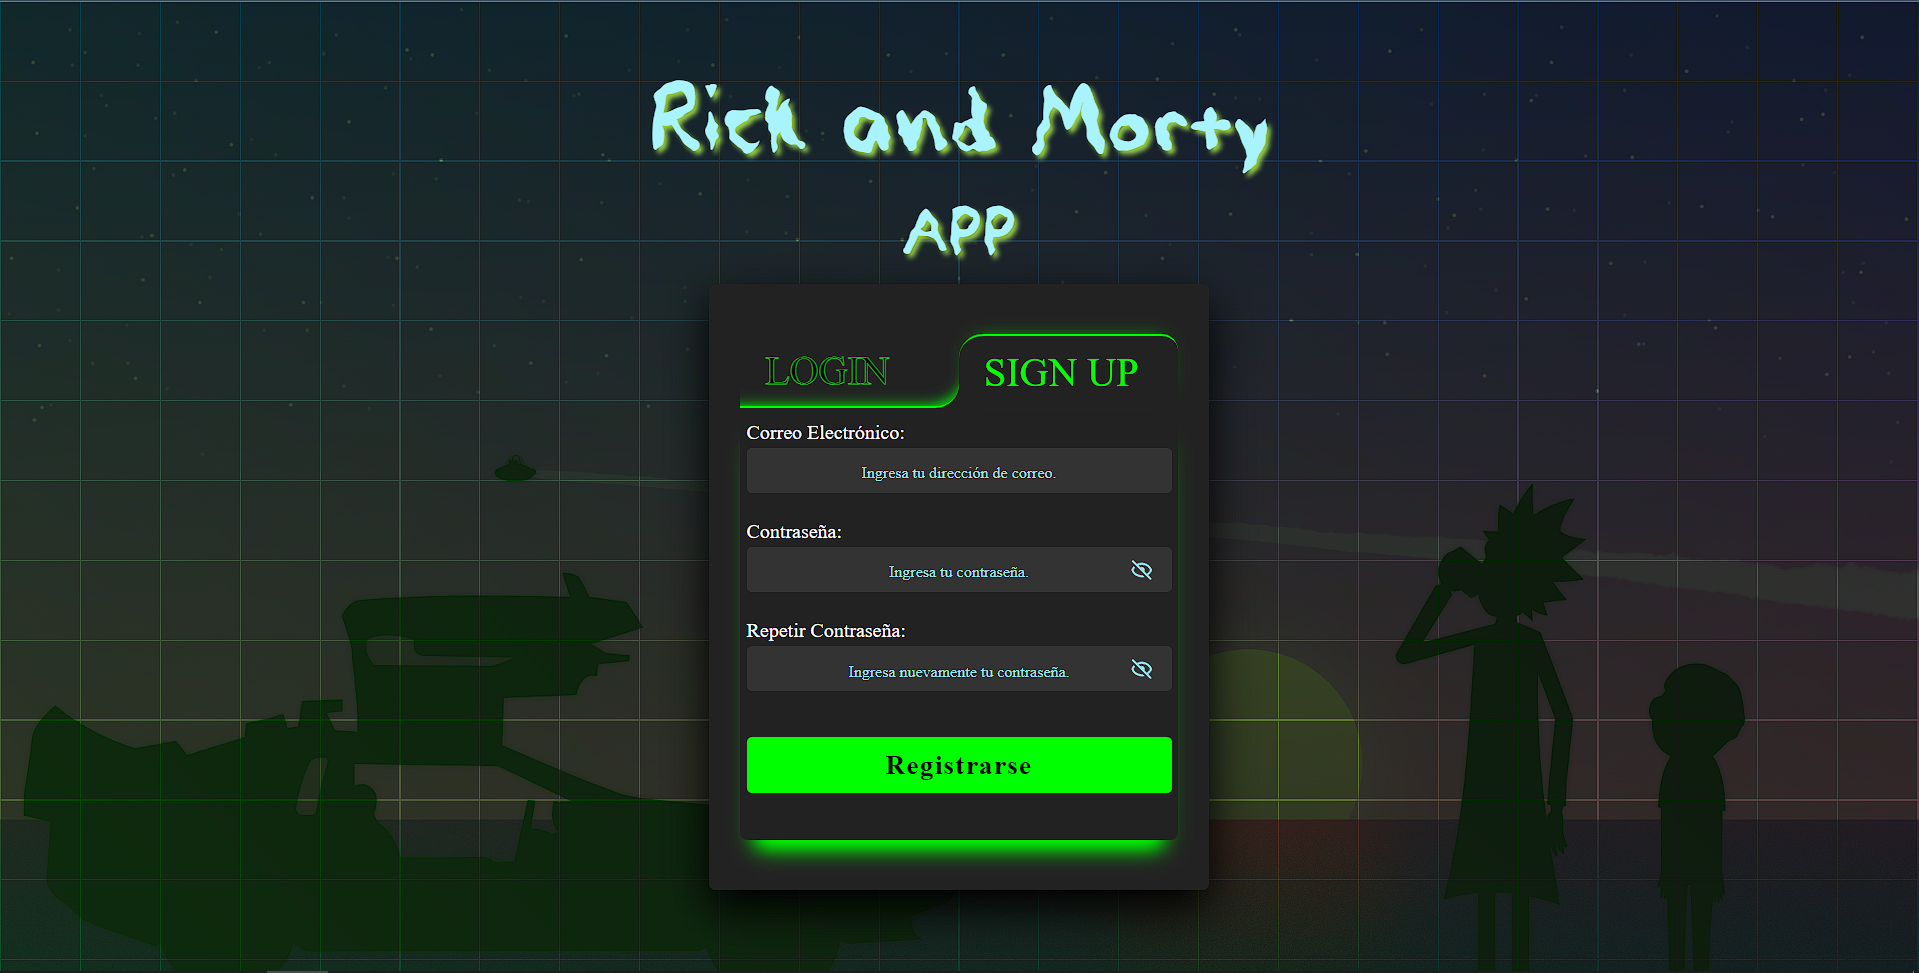 Rick and Morty
APP
LOGIN
SIGN UP
Correo Electrónico:
Ingresa tu dirección de correo.
Contraseña:
Ingresa tu contraseña.
Repetir Contraseña:
Ingresa nuevamente tu contraseña.
Registrarse